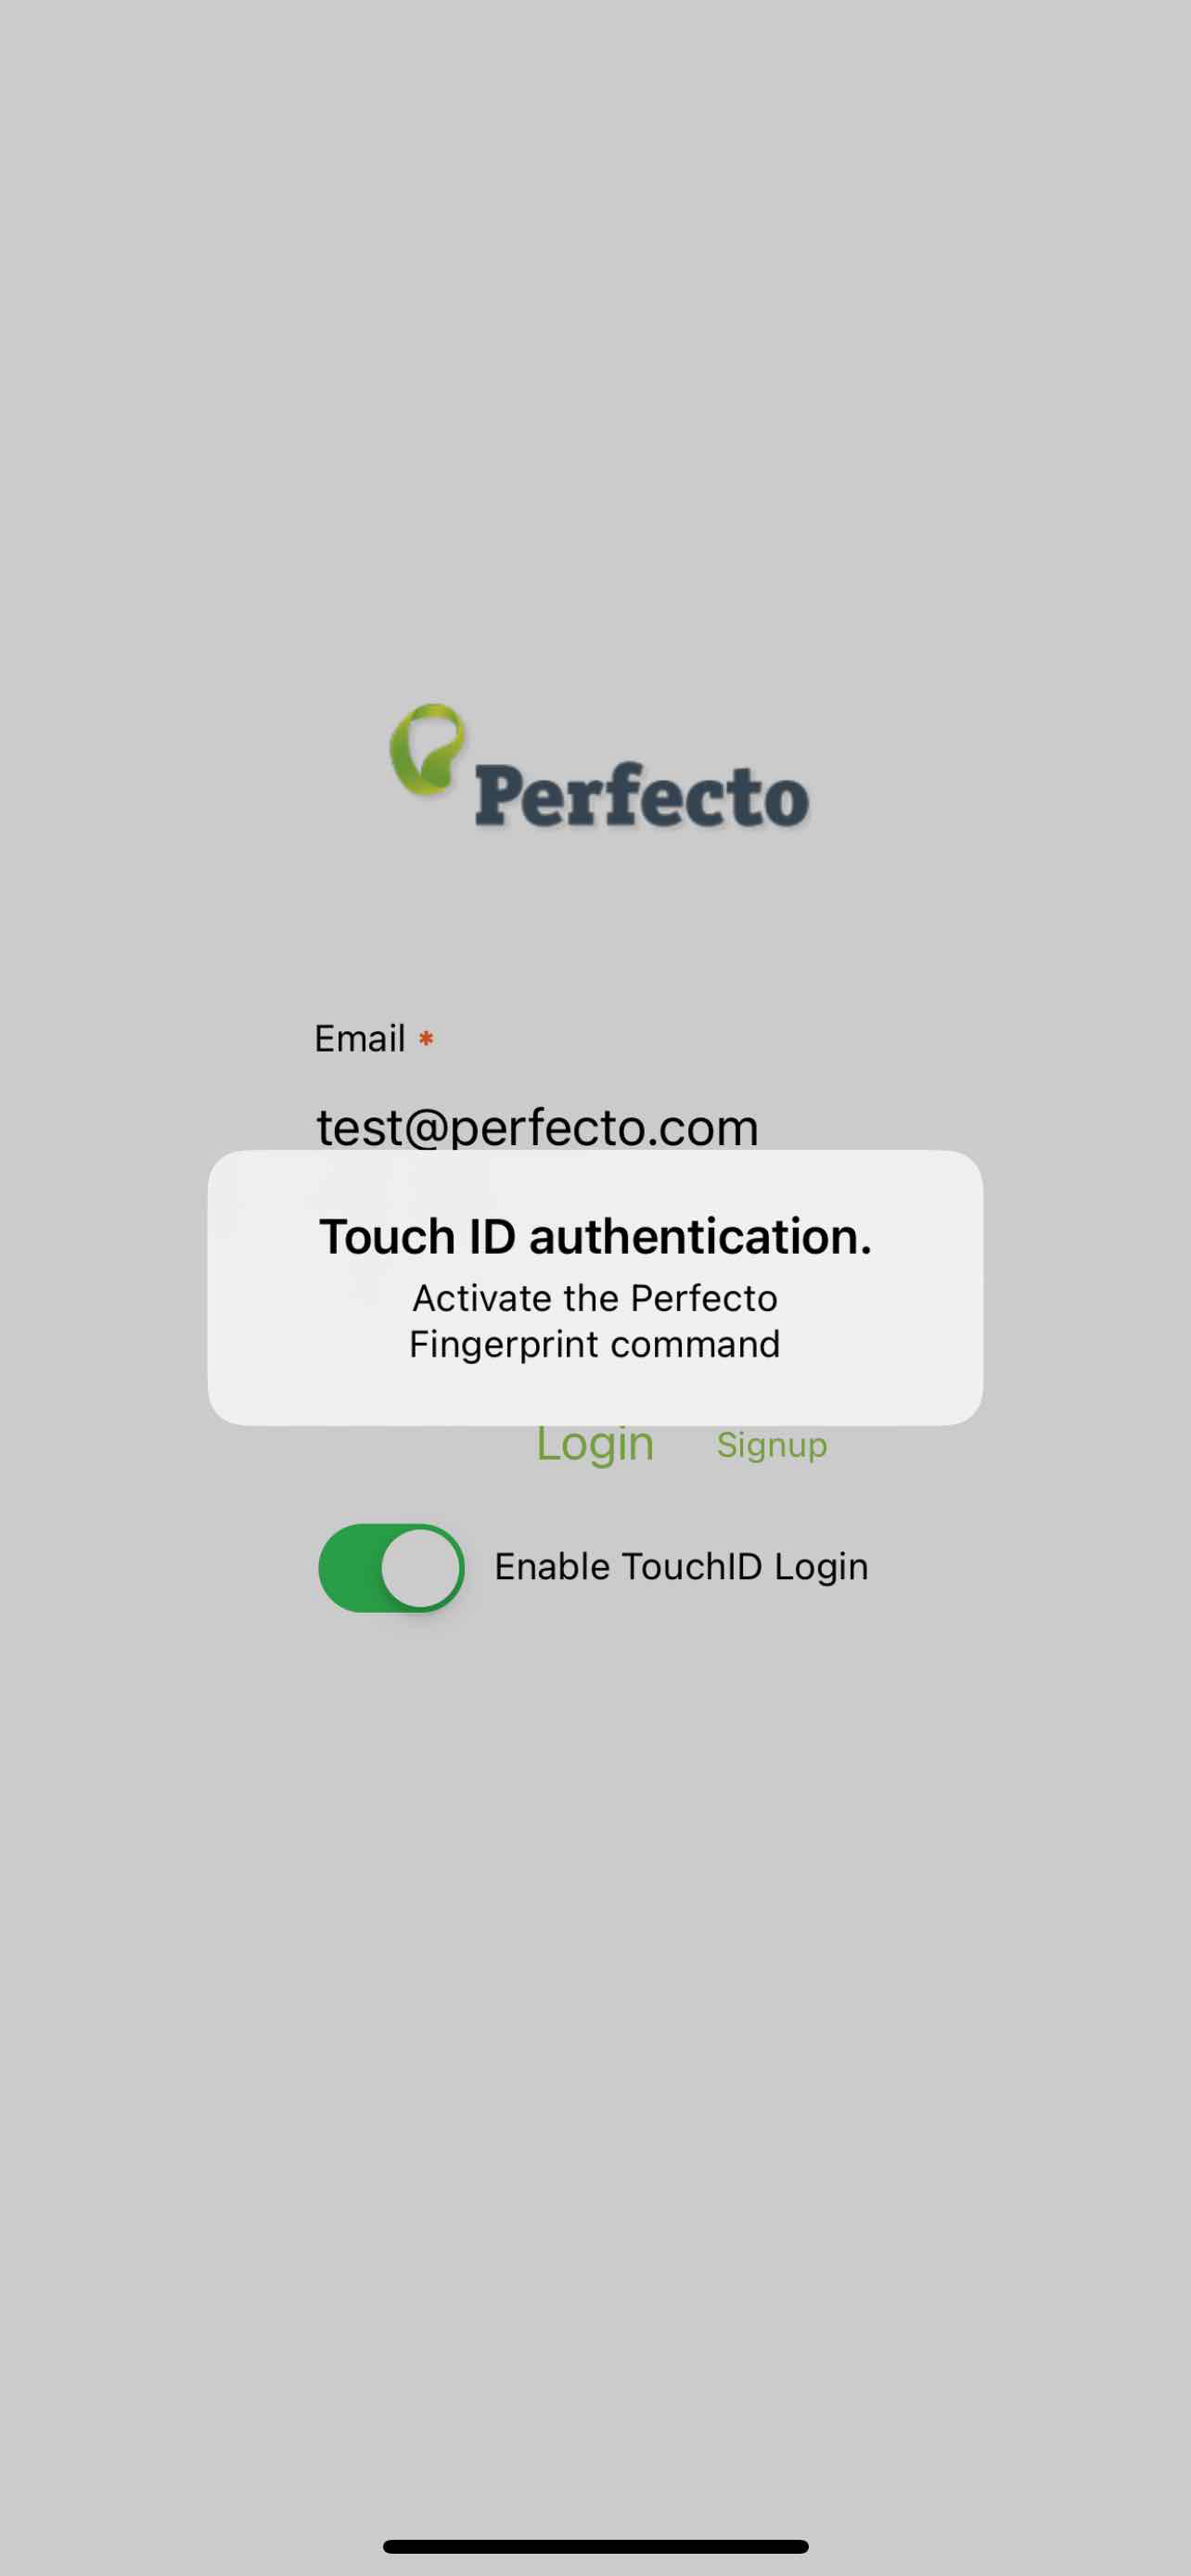 Perfecto
Email *
test@perfecto.com
Touch ID authentication.
Activate the Perfecto
Fingerprint command
Login Signup
Enable TouchID Login